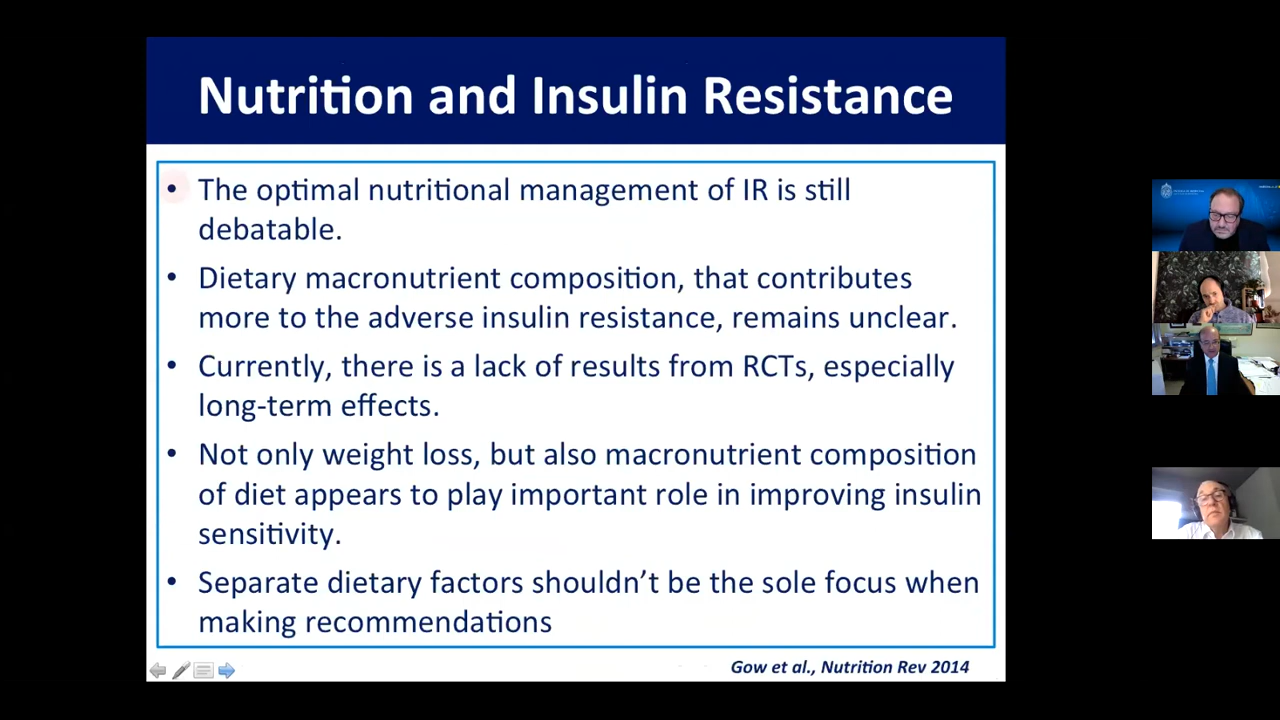 Nutrition and Insulin Resistance
• The optimal nutritional management of IR is still
debatable.
• Dietary macronutrient composition, that contributes
more to the adverse insulin resistance, remains unclear.
• Currently, there is a lack of results from RCTs, especially
long-term effects.
• Not only weight loss, but also macronutrient composition
of diet appears to play important role in improving insulin
sensitivity.
• Separate dietary factors shouldn’t be the sole focus when
making recommendations
Gow et al., Nutrition Rev 2014